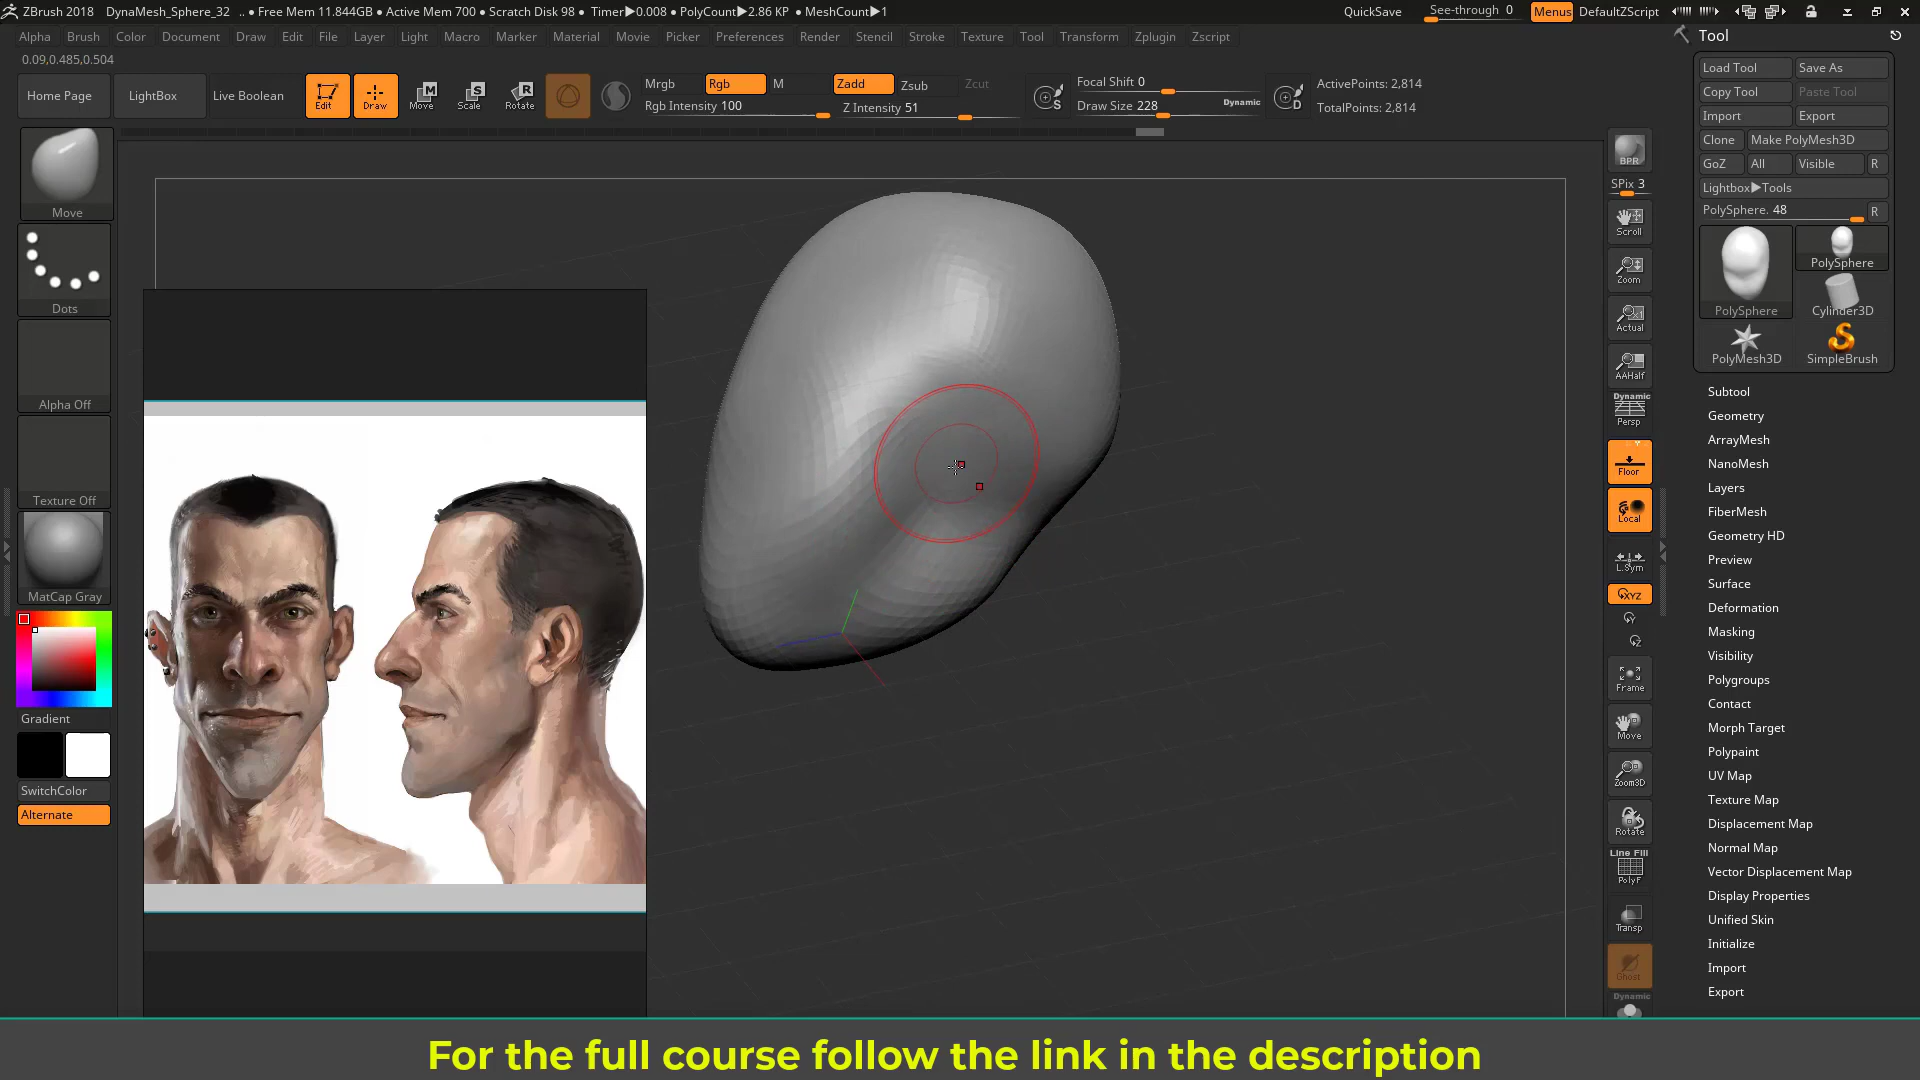 ZBrush 2018 DynaMesh_Sphere_32 .. ● Free Mem 11.844GB ● Active Mem 700 ● Scratch Disk 98 ● Timer▶0.008 ● PolyCount▶2.86 KP ● MeshCount▶1 QuickSave See-through 0 Menus DefaultZScript
Alpha Brush Color Document Draw Edit File Layer Light Macro Marker Material Movie Picker Preferences Render Stencil Stroke Texture Tool Transform Zplugin Zscript
Tool
0.09,0.485,0.504
Home Page LightBox Live Boolean Edit Draw Move Scale Rotate
Mrgb Rgb M Zadd Zsub Zcut
Rgb Intensity 100 Z Intensity 51
S
Focal Shift 0
Draw Size 228 Dynamic
D
ActivePoints: 2,814
TotalPoints: 2,814
Move
Dots
Alpha Off
Texture Off
MatCap Gray
Gradient
SwitchColor
Alternate
BPR
SPix 3
Scroll
Zoom
Actual
AAHalf
Dynamic
Persp
Floor
Local
L.Sym
XYZ
Y
Z
Frame
Move
Zoom3D
Rotate
Line Fill
PolyF
Transp
Ghost
Dynamic
Load Tool Save As
Copy Tool Paste Tool
Import Export
Clone Make PolyMesh3D
GoZ All Visible R
Lightbox▶Tools
PolySphere. 48 R
PolySphere
PolySphere Cylinder3D
PolyMesh3D SimpleBrush
Subtool
Geometry
ArrayMesh
NanoMesh
Layers
FiberMesh
Geometry HD
Preview
Surface
Deformation
Masking
Visibility
Polygroups
Contact
Morph Target
Polypaint
UV Map
Texture Map
Displacement Map
Normal Map
Vector Displacement Map
Display Properties
Unified Skin
Initialize
Import
Export
For the full course follow the link in the description